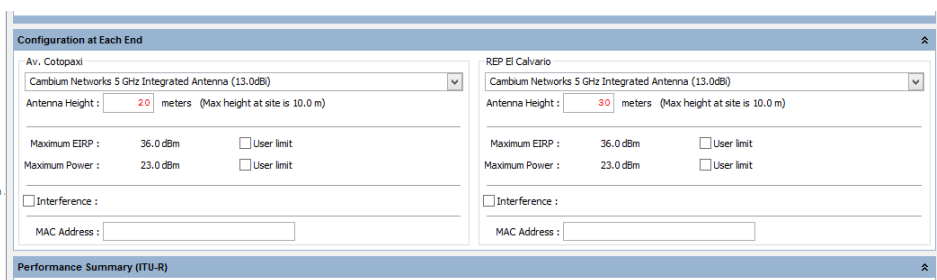 Configuration at Each End
Av. Cotopaxi
Cambium Networks 5 GHz Integrated Antenna (13.0dBi)
Antenna Height : 20 meters (Max height at site is 10.0 m)
Maximum EIRP : 36.0 dBm User limit
Maximum Power : 23.0 dBm User limit
Interference :
MAC Address :
REP El Calvario
Cambium Networks 5 GHz Integrated Antenna (13.0dBi)
Antenna Height : 30 meters (Max height at site is 10.0 m)
Maximum EIRP : 36.0 dBm User limit
Maximum Power : 23.0 dBm User limit
Interference :
MAC Address :
Performance Summary (ITU-R)